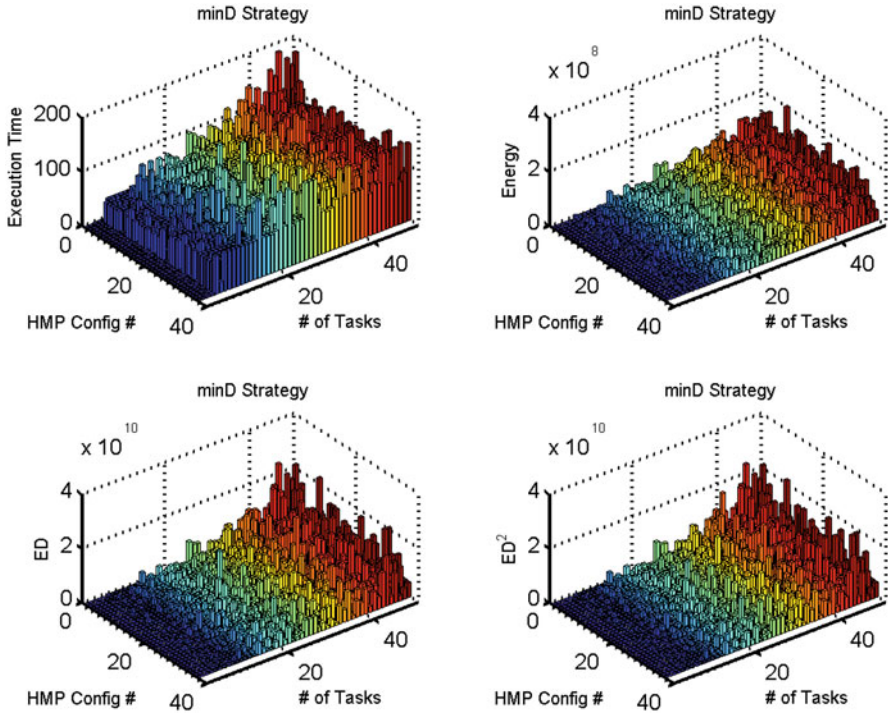 minD Strategy
Execution Time
200
100
0
0
20
40
HMP Config #
20
40
# of Tasks
minD Strategy
x 10^8
Energy
4
2
0
0
20
40
HMP Config #
20
40
# of Tasks
minD Strategy
x 10^10
ED
4
2
0
0
20
40
HMP Config #
20
40
# of Tasks
minD Strategy
x 10^10
ED²
4
2
0
0
20
40
HMP Config #
20
40
# of Tasks